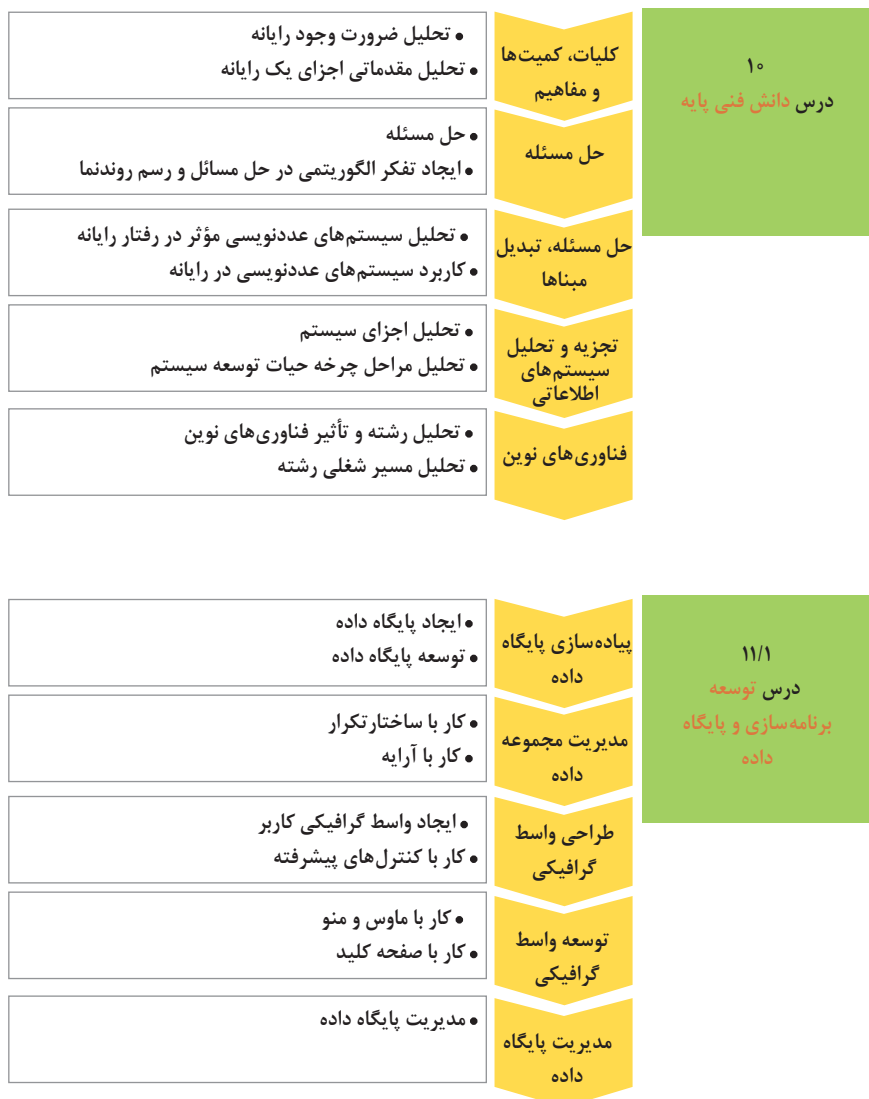 ۱۰
درس دانش فنی پایه
کلیات، کمیت‌ها
و مفاهیم
• تحلیل ضرورت وجود رایانه
• تحلیل مقدماتی اجزای یک رایانه
حل مسئله
• حل مسئله
• ایجاد تفکر الگوریتمی در حل مسائل و رسم روندنما
حل مسئله، تبدیل
مبناها
• تحلیل سیستم‌های عددنویسی مؤثر در رفتار رایانه
• کاربرد سیستم‌های عددنویسی در رایانه
تجزیه و تحلیل
سیستم‌های
اطلاعاتی
• تحلیل اجزای سیستم
• تحلیل مراحل چرخه حیات توسعه سیستم
فناوری‌های نوین
• تحلیل رشته و تأثیر فناوری‌های نوین
• تحلیل مسیر شغلی رشته
۱۱/۱
درس توسعه
برنامه‌سازی و پایگاه
داده
پیاده‌سازی پایگاه
داده
• ایجاد پایگاه داده
• توسعه پایگاه داده
مدیریت مجموعه
داده
• کار با ساختارتکرار
• کار با آرایه
طراحی واسط
گرافیکی
• ایجاد واسط گرافیکی کاربر
• کار با کنترل‌های پیشرفته
توسعه واسط
گرافیکی
• کار با ماوس و منو
• کار با صفحه کلید
مدیریت پایگاه
داده
• مدیریت پایگاه داده